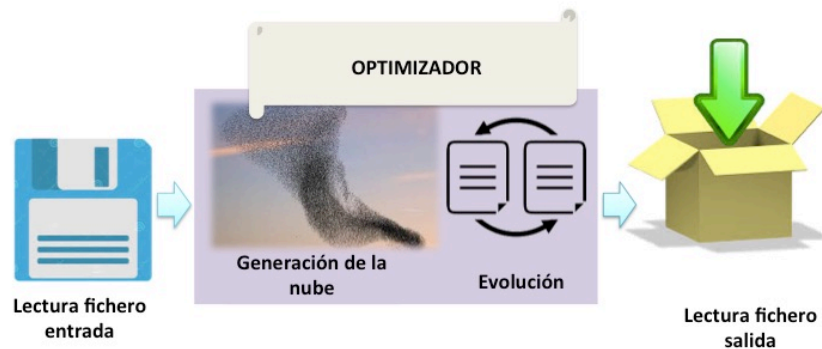 OPTIMIZADOR
Generación de la
nube
Evolución
Lectura fichero
entrada
Lectura fichero
salida